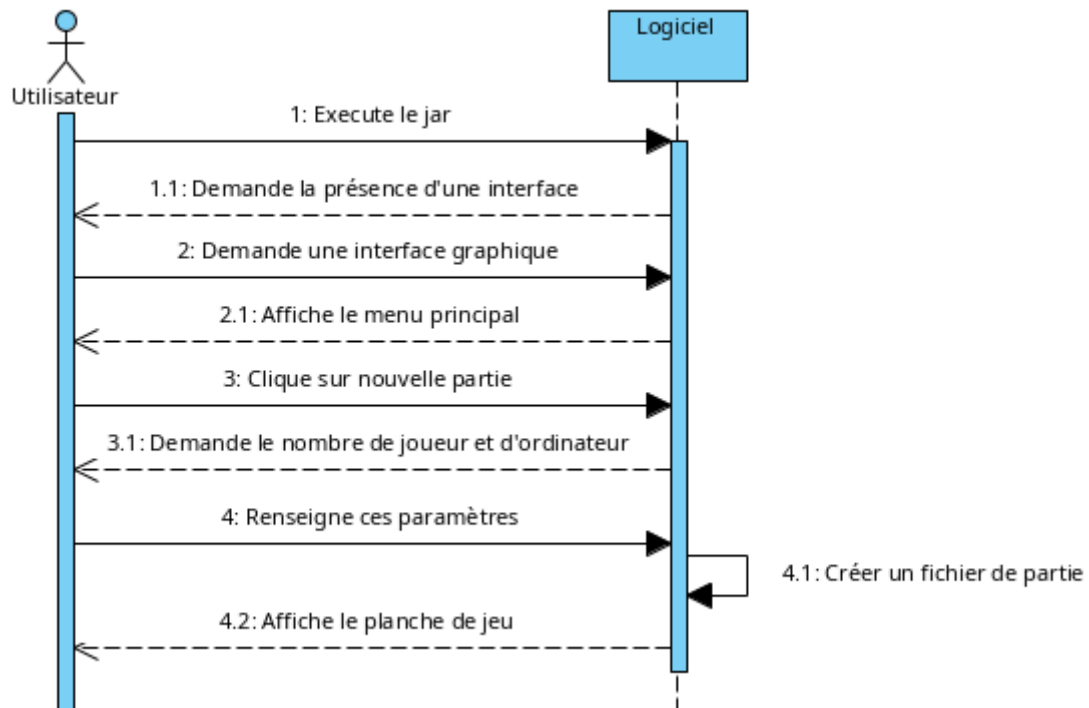 Logiciel
Utilisateur
1: Execute le jar
1.1: Demande la présence d'une interface
2: Demande une interface graphique
2.1: Affiche le menu principal
3: Clique sur nouvelle partie
3.1: Demande le nombre de joueur et d'ordinateur
4: Renseigne ces paramètres
4.1: Créer un fichier de partie
4.2: Affiche le planche de jeu